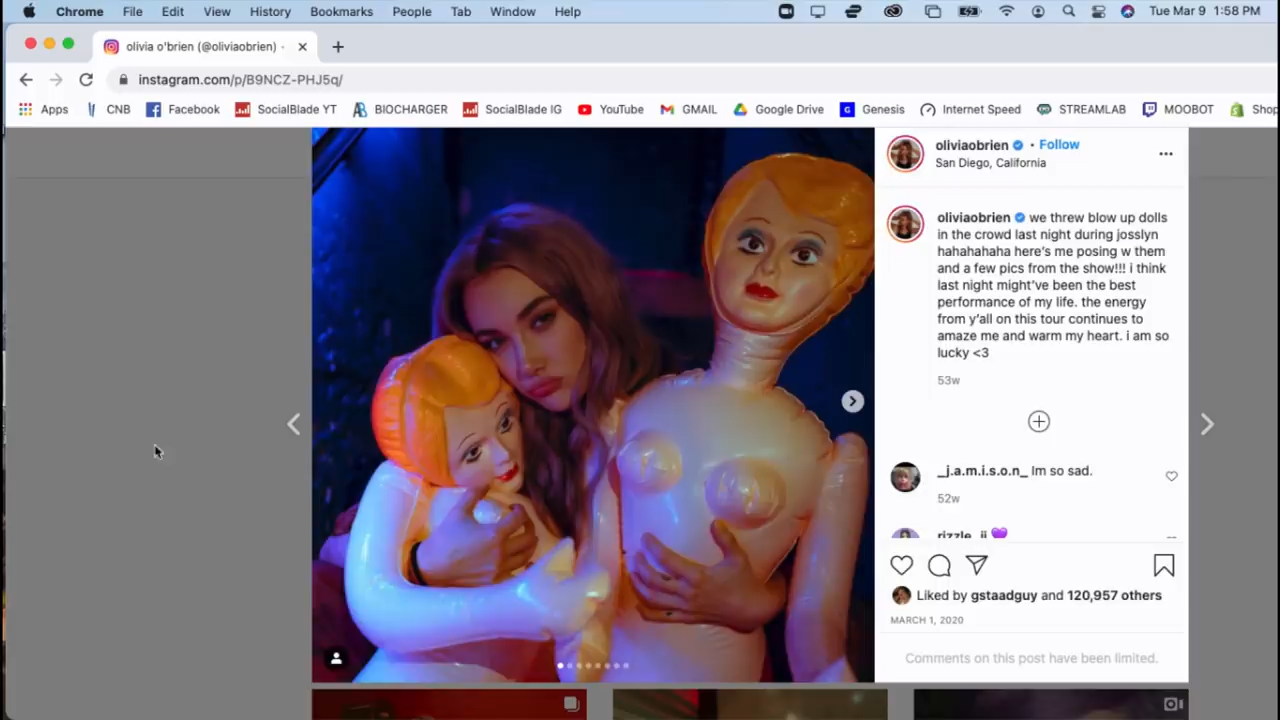 Chrome File Edit View History Bookmarks People Tab Window Help Tue Mar 9 1:58 PM
olivia o'brien (@oliviaobrien) ·
instagram.com/p/B9NCZ-PHJ5q/
Apps CNB Facebook SocialBlade YT BIOCHARGER SocialBlade IG YouTube GMAIL Google Drive Genesis Internet Speed STREAMLAB MOOBOT Shop
oliviaobrien • Follow
San Diego, California
oliviaobrien we threw blow up dolls
in the crowd last night during josslyn
hahahahaha here's me posing w them
and a few pics from the show!!! i think
last night might've been the best
performance of my life. the energy
from y'all on this tour continues to
amaze me and warm my heart. i am so
lucky <3
53w
_j.a.m.i.s.o.n_ Im so sad.
52w
rizzle_ii 💜
Liked by gstaadguy and 120,957 others
MARCH 1, 2020
Comments on this post have been limited.